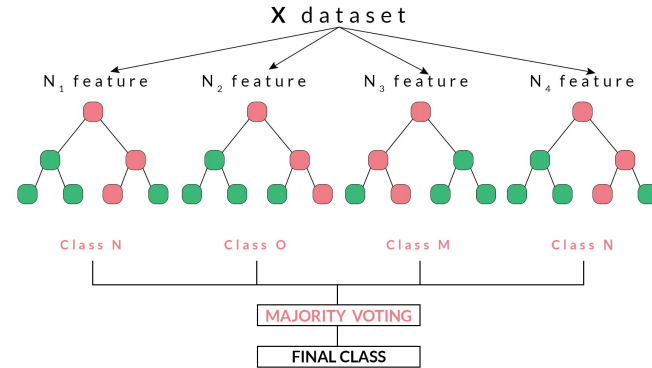 X dataset
N1 feature
N2 feature
N3 feature
N4 feature
Class N
Class O
Class M
Class N
MAJORITY VOTING
FINAL CLASS